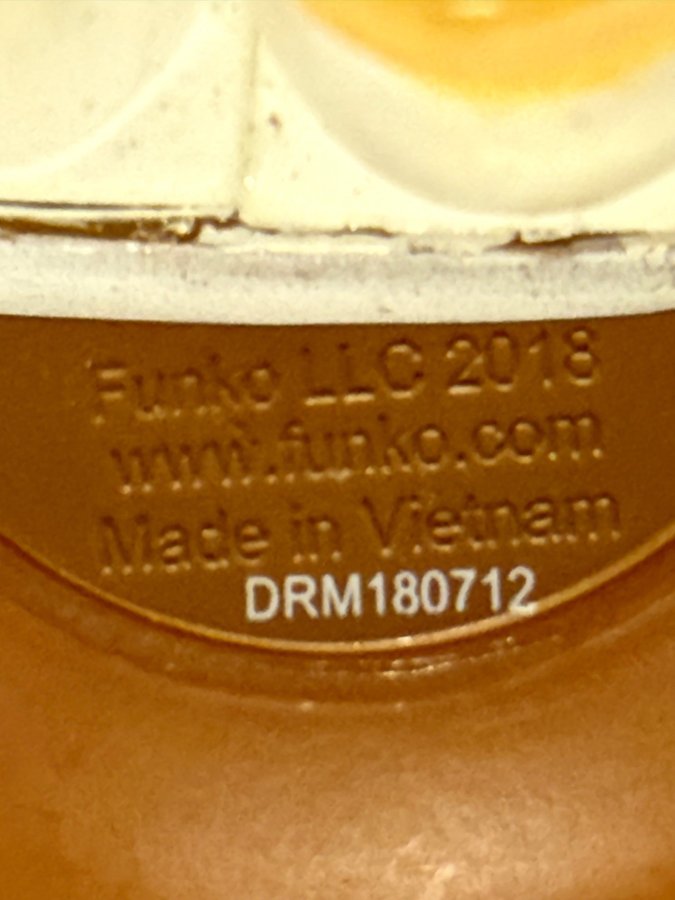 Funko LLC 2018
www.funko.com
Made in Vietnam
DRM180712